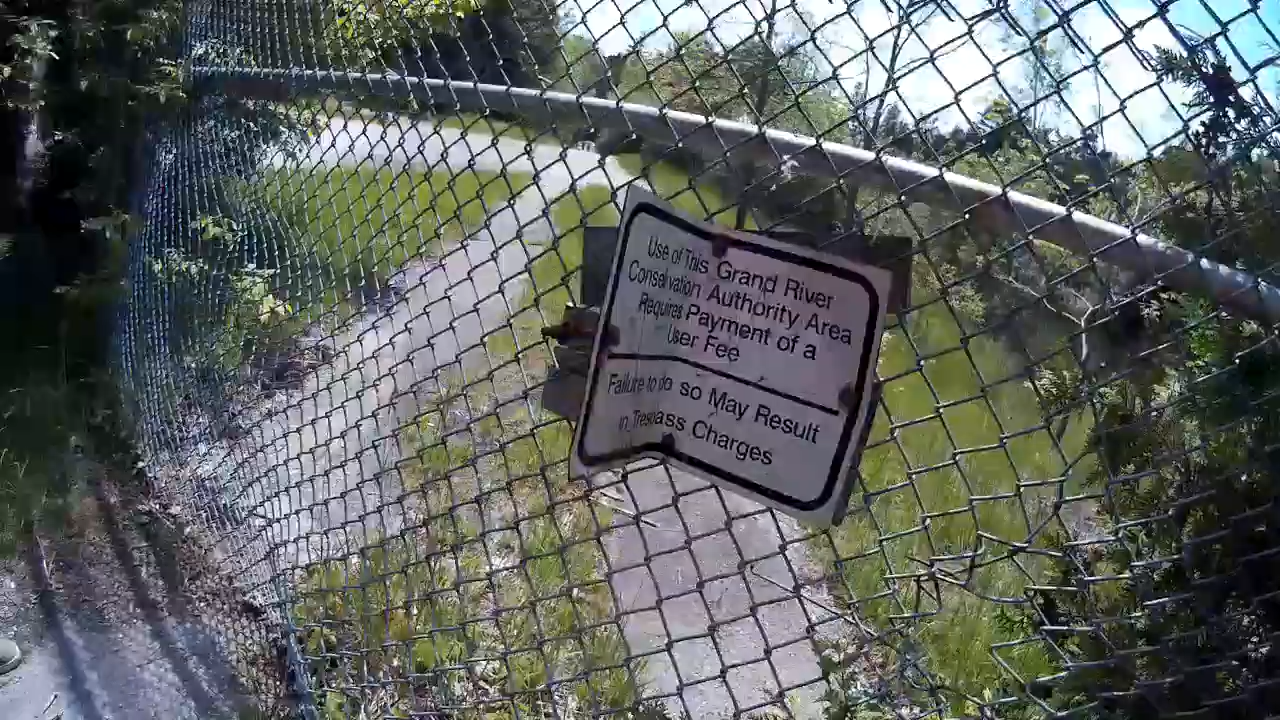 Use of This Grand River
Conservation Authority Area
Requires Payment of a
User Fee
Failure to do so May Result
in Trespass Charges